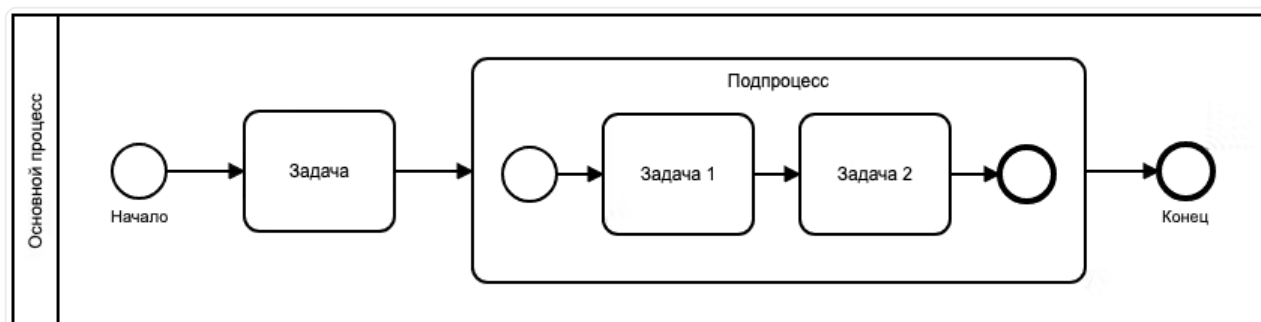 Основной процесс
Начало
Задача
Подпроцесс
Задача 1
Задача 2
Конец